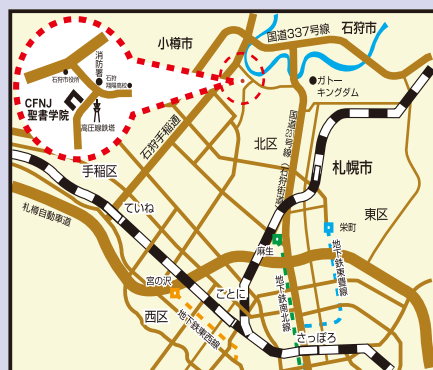 小樽市
国道337号線
石狩市
石狩市役所
消防署
石狩
翔陽高校
CFNJ
聖書学院
高圧線鉄塔
ガトー
キングダム
石狩手稲通
国道231号線(石狩街道)
北区
札幌市
手稲区
ていね
東区
札樽自動車道
栄町
麻生
地下鉄東豊線
宮の沢
ことに
地下鉄南北線
西区
地下鉄東西線
さっぽろ